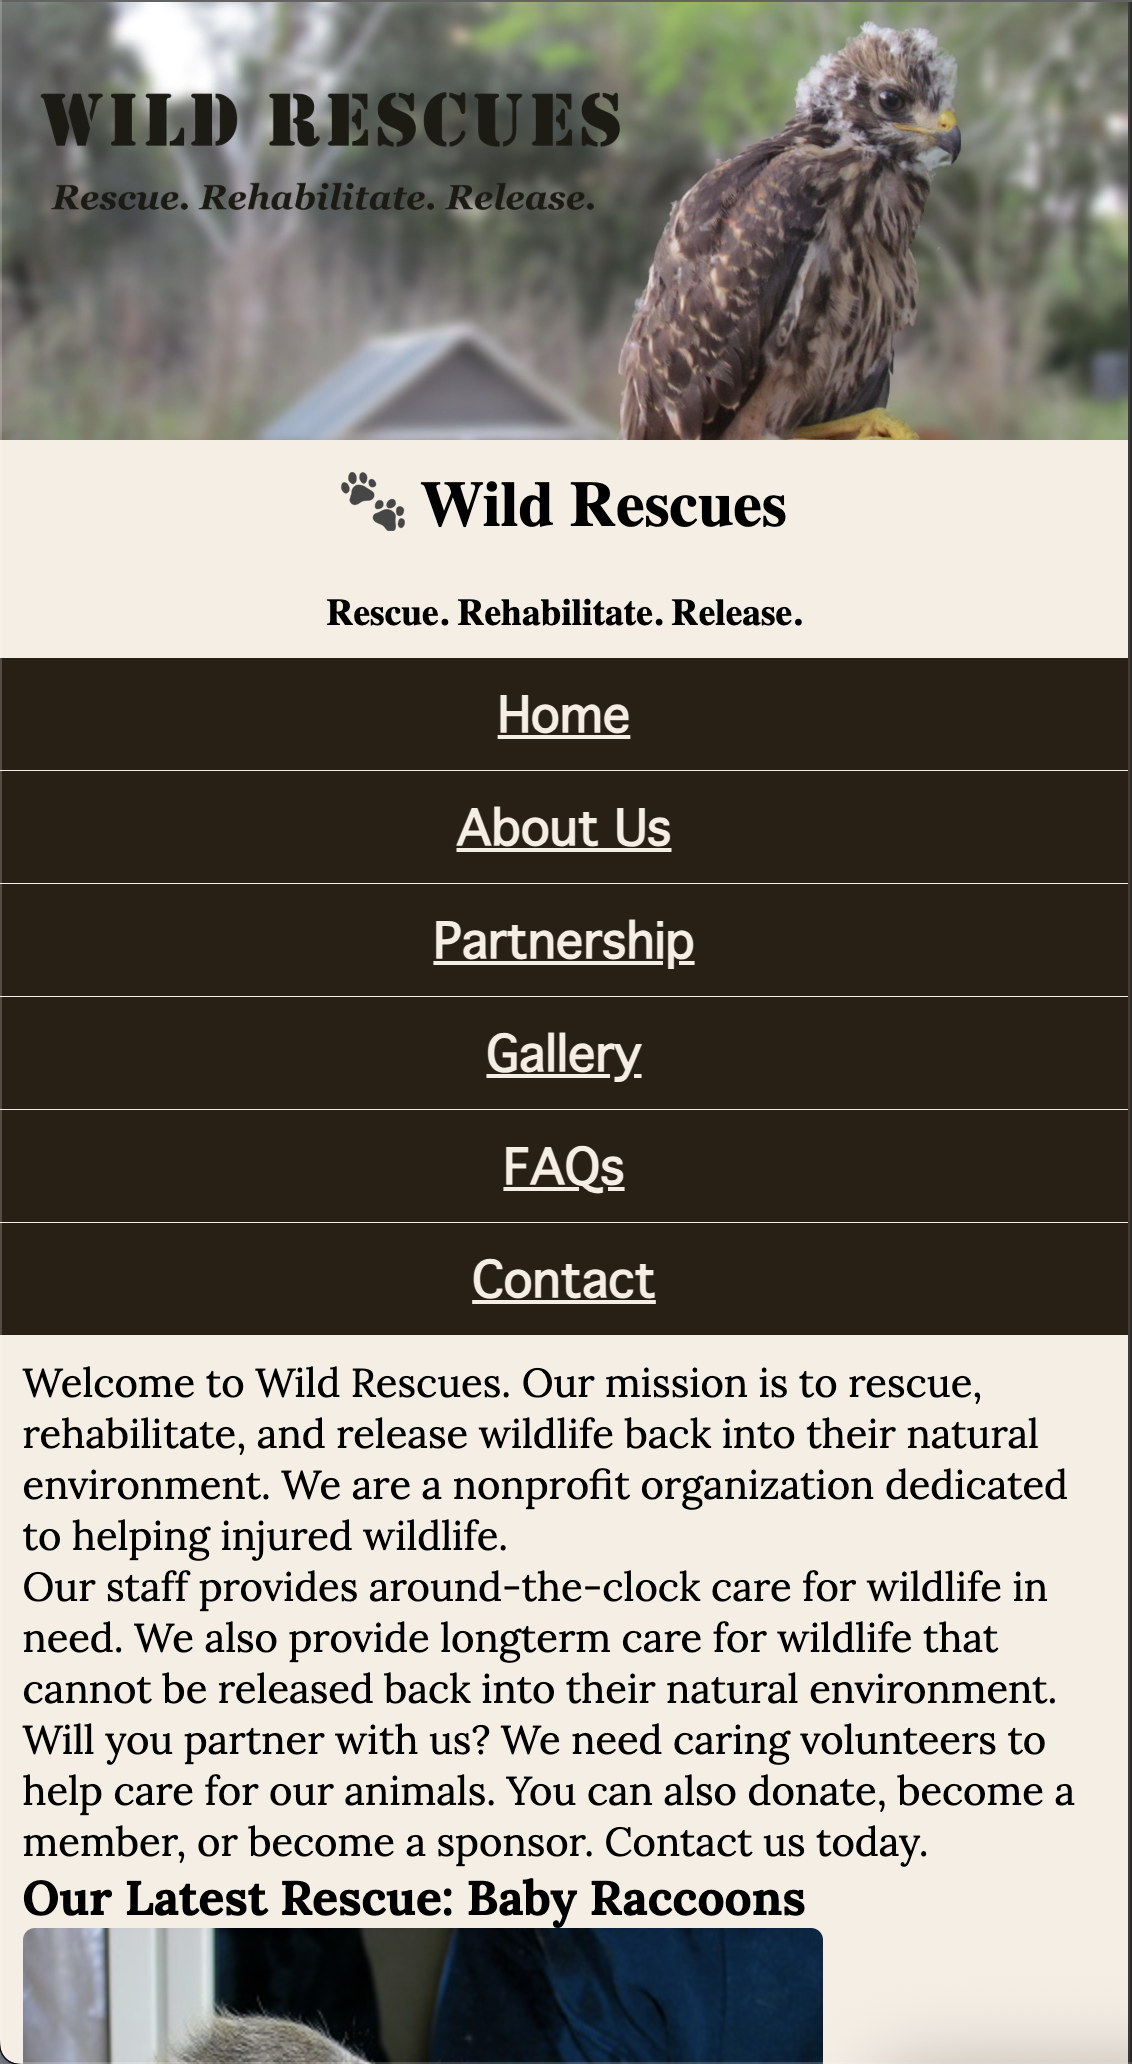 WILD RESCUES
Rescue. Rehabilitate. Release.
Wild Rescues
Rescue. Rehabilitate. Release.
Home
About Us
Partnership
Gallery
FAQs
Contact
Welcome to Wild Rescues. Our mission is to rescue,
rehabilitate, and release wildlife back into their natural
environment. We are a nonprofit organization dedicated
to helping injured wildlife.
Our staff provides around-the-clock care for wildlife in
need. We also provide longterm care for wildlife that
cannot be released back into their natural environment.
Will you partner with us? We need caring volunteers to
help care for our animals. You can also donate, become a
member, or become a sponsor. Contact us today.
Our Latest Rescue: Baby Raccoons